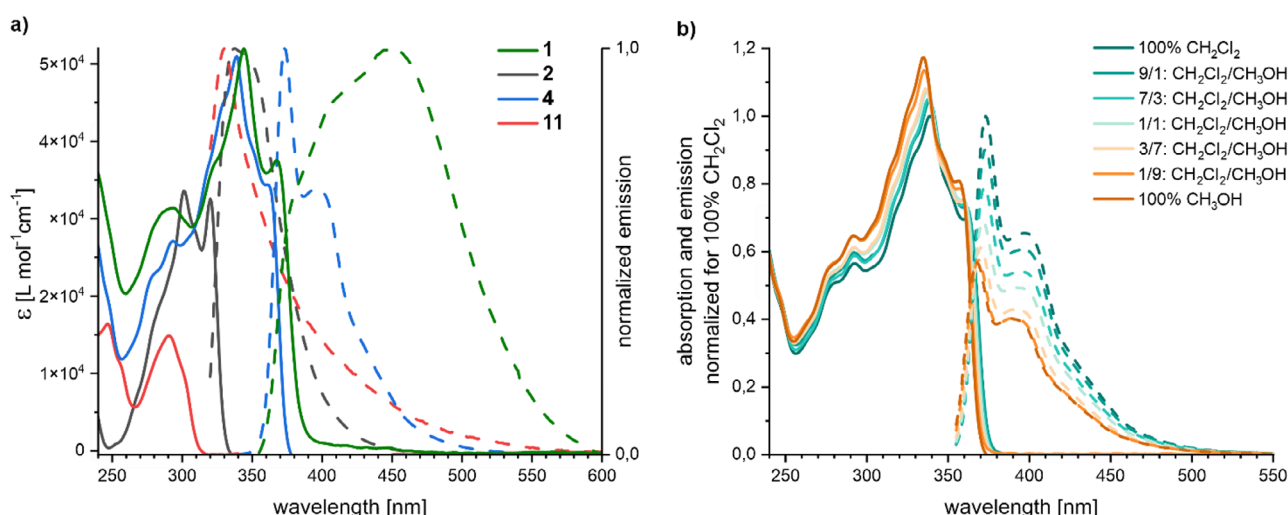 a)
ε [L mol⁻¹cm⁻¹]
5×10⁴
4×10⁴
3×10⁴
2×10⁴
1×10⁴
0
1
2
4
11
1,0
0,0
normalized emission
250 300 350 400 450 500 550 600
wavelength [nm]
b)
absorption and emission
normalized for 100% CH₂Cl₂
1,2
1,0
0,8
0,6
0,4
0,2
0,0
100% CH₂Cl₂
9/1: CH₂Cl₂/CH₃OH
7/3: CH₂Cl₂/CH₃OH
1/1: CH₂Cl₂/CH₃OH
3/7: CH₂Cl₂/CH₃OH
1/9: CH₂Cl₂/CH₃OH
100% CH₃OH
250 300 350 400 450 500 550
wavelength [nm]